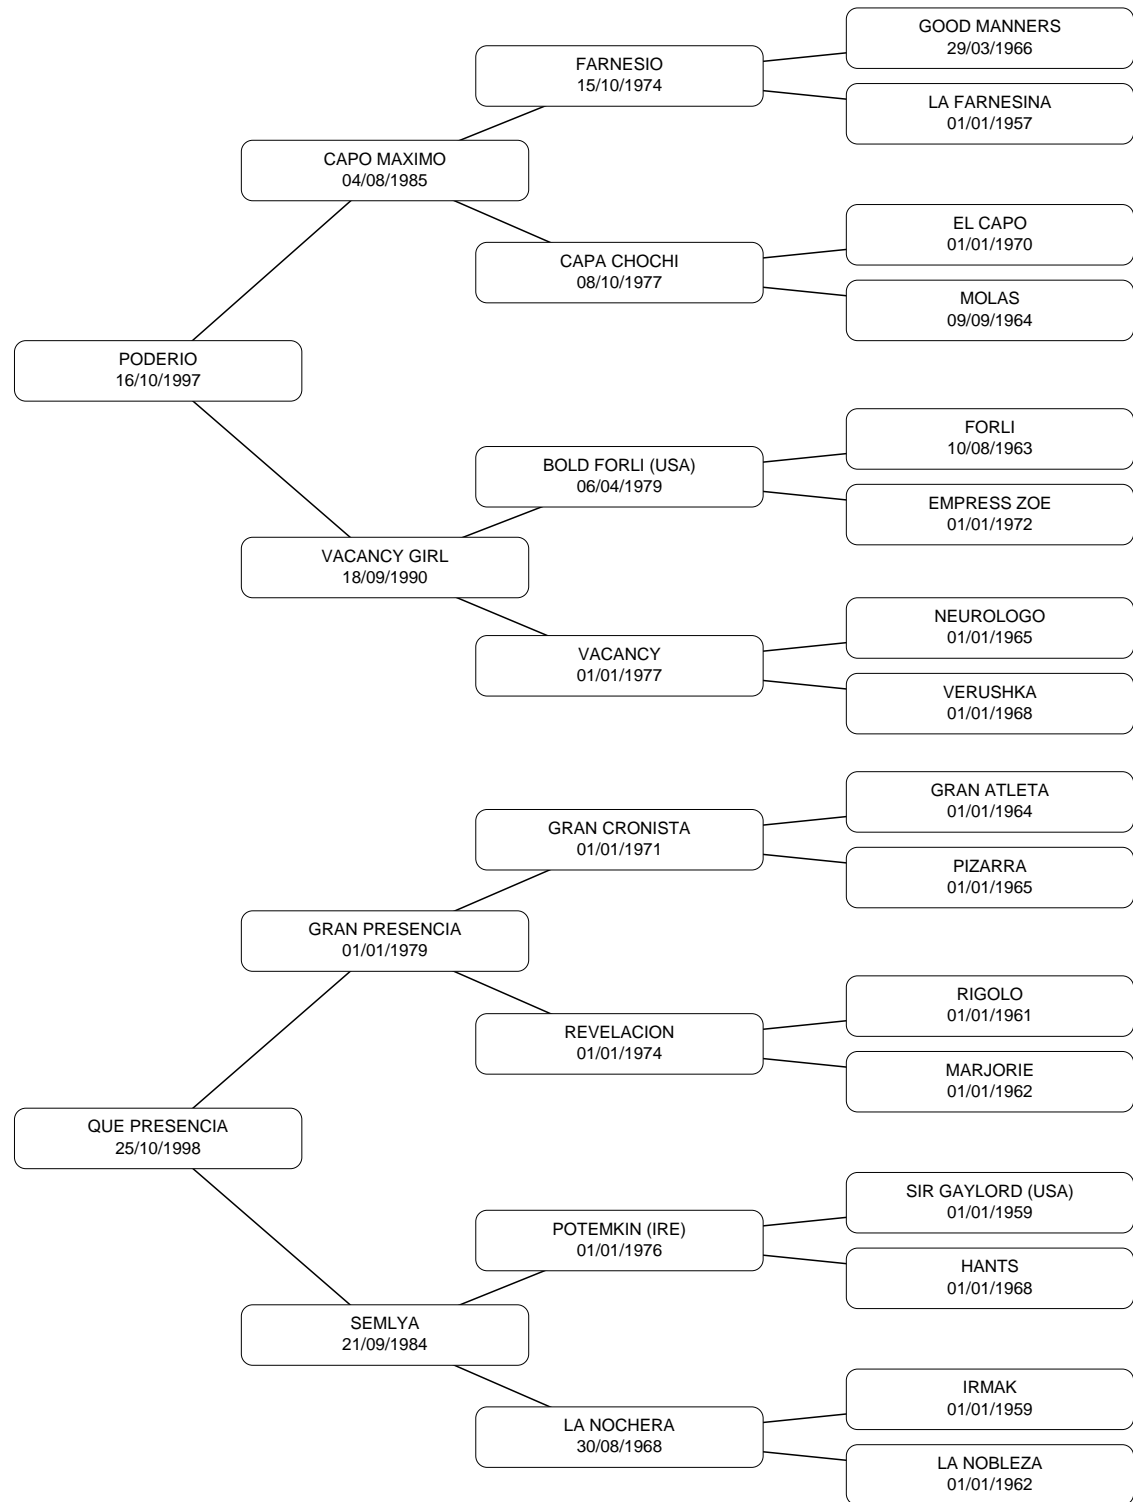 GOOD MANNERS
29/03/1966
FARNESIO
15/10/1974
LA FARNESINA
01/01/1957
CAPO MAXIMO
04/08/1985
EL CAPO
01/01/1970
CAPA CHOCHI
08/10/1977
MOLAS
09/09/1964
PODERIO
16/10/1997
FORLI
10/08/1963
BOLD FORLI (USA)
06/04/1979
EMPRESS ZOE
01/01/1972
VACANCY GIRL
18/09/1990
NEUROLOGO
01/01/1965
VACANCY
01/01/1977
VERUSHKA
01/01/1968
GRAN ATLETA
01/01/1964
GRAN CRONISTA
01/01/1971
PIZARRA
01/01/1965
GRAN PRESENCIA
01/01/1979
RIGOLO
01/01/1961
REVELACION
01/01/1974
MARJORIE
01/01/1962
QUE PRESENCIA
25/10/1998
SIR GAYLORD (USA)
01/01/1959
POTEMKIN (IRE)
01/01/1976
HANTS
01/01/1968
SEMLYA
21/09/1984
IRMAK
01/01/1959
LA NOCHERA
30/08/1968
LA NOBLEZA
01/01/1962